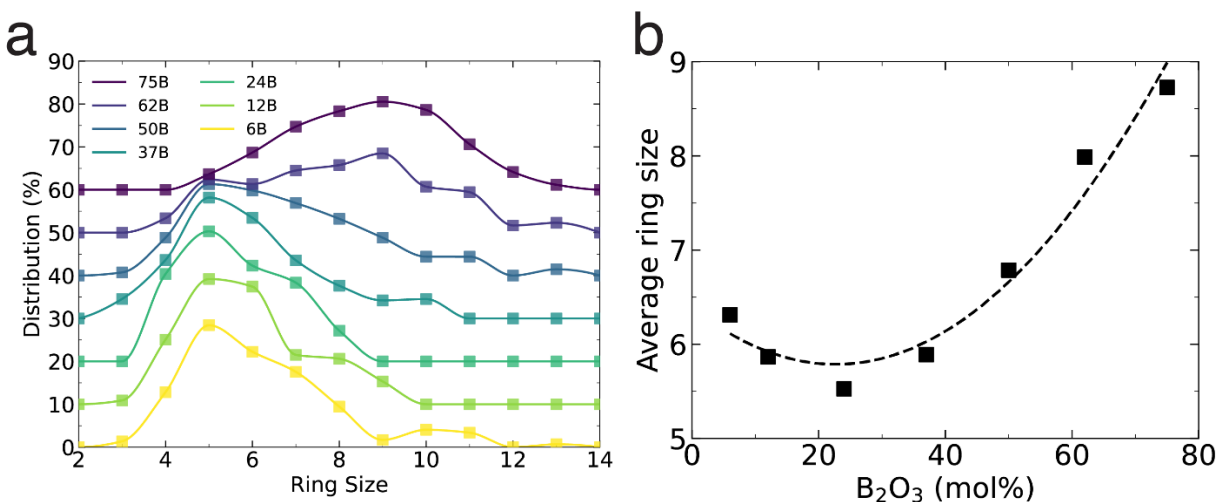 a
Distribution (%)
90
80
70
60
50
40
30
20
10
0
75B
62B
50B
37B
24B
12B
6B
2 4 6 8 10 12 14
Ring Size
b
Average ring size
9
8
7
6
5
0 20 40 60 80
B₂O₃ (mol%)